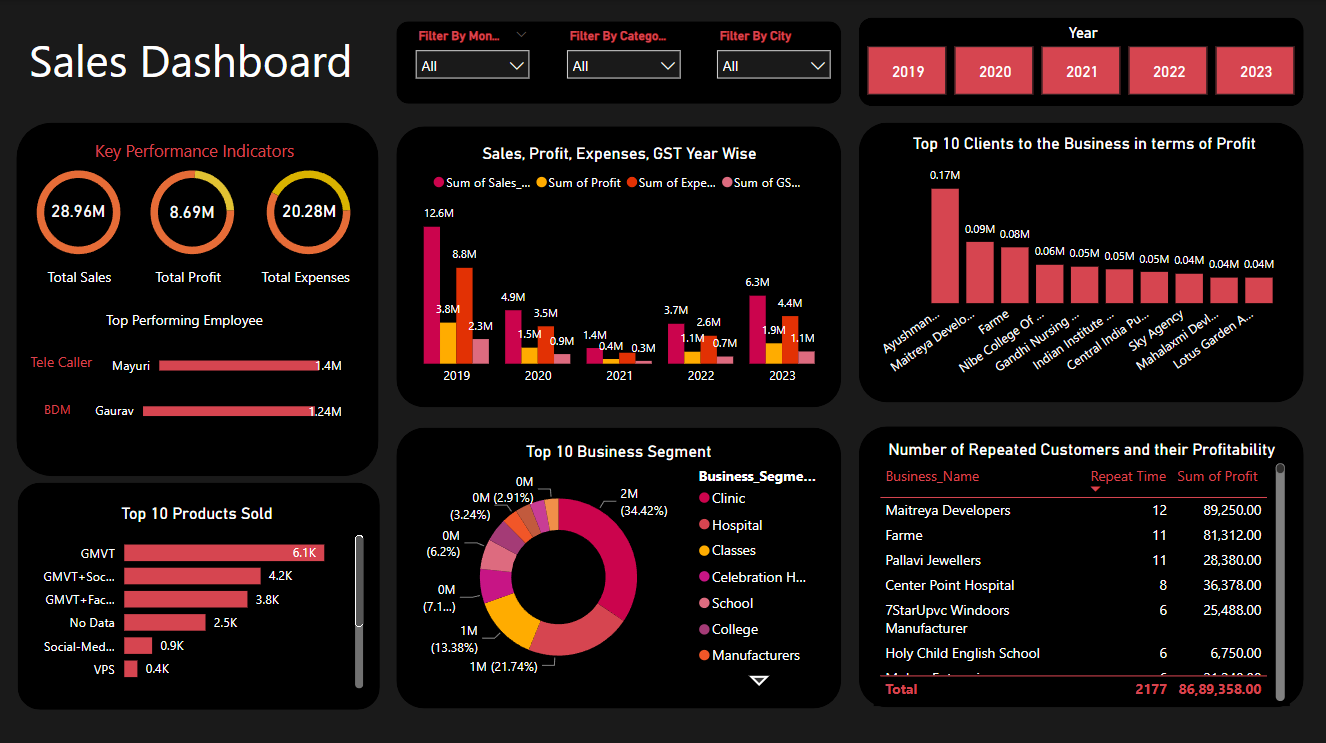 Sales Dashboard
Filter By Mon...
All
Filter By Catego...
All
Filter By City
All
Year
2019
2020
2021
2022
2023
Key Performance Indicators
28.96M
8.69M
20.28M
Total Sales
Total Profit
Total Expenses
Top Performing Employee
Tele Caller
Mayuri
1.4M
BDM
Gaurav
1.24M
Top 10 Products Sold
GMVT
6.1K
GMVT+Soc...
4.2K
GMVT+Fac...
3.8K
No Data
2.5K
Social-Med...
0.9K
VPS
0.4K
Sales, Profit, Expenses, GST Year Wise
Sum of Sales_...
Sum of Profit
Sum of Expe...
Sum of GS...
12.6M
3.8M
8.8M
2.3M
4.9M
1.5M
3.5M
0.9M
1.4M
0.4M
0.3M
3.7M
1.1M
2.6M
0.7M
6.3M
1.9M
4.4M
1.1M
2019
2020
2021
2022
2023
Top 10 Business Segment
2M
(34.42%)
1M (21.74%)
1M
(13.38%)
0M
(7.1...)
0M
(6.2%)
0M
(3.24%)
0M (2.91%)
0M
Business_Segme...
Clinic
Hospital
Classes
Celebration H...
School
College
Manufacturers
Top 10 Clients to the Business in terms of Profit
0.17M
0.09M
0.08M
0.06M
0.05M
0.05M
0.05M
0.04M
0.04M
0.04M
Ayushman...
Maitreya Develo...
Farme
Nibe College Of ...
Gandhi Nursing ...
Indian Institute ...
Central India Pu...
Sky Agency
Mahalaxmi Devl...
Lotus Garden A...
Number of Repeated Customers and their Profitability
Business_Name Repeat Time Sum of Profit
Maitreya Developers 12 89,250.00
Farme 11 81,312.00
Pallavi Jewellers 11 28,380.00
Center Point Hospital 8 36,378.00
7StarUpvc Windoors 6 25,488.00
Manufacturer
Holy Child English School 6 6,750.00
Total 2177 86,89,358.00